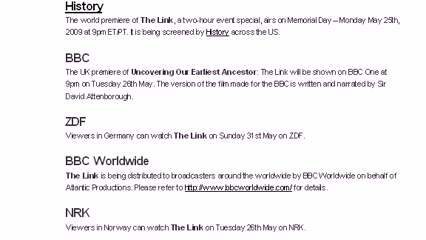 History
The world premiere of The Link, a two-hour event special, airs on Memorial Day – Monday May 25th,
2009 at 9pm ET/PT. It is being screened by History across the US.
BBC
The UK premiere of Uncovering Our Earliest Ancestor: The Link will be shown on BBC One at
9pm on Tuesday 26th May. The version of the film made for the BBC is written and narrated by Sir
David Attenborough.
ZDF
Viewers in Germany can watch The Link on Sunday 31st May on ZDF.
BBC Worldwide
The Link is being distributed to broadcasters around the worldwide by BBC Worldwide on behalf of
Atlantic Productions. Please refer to http://www.bbcworldwide.com/ for details.
NRK
Viewers in Norway can watch The Link on Tuesday 26th May on NRK.